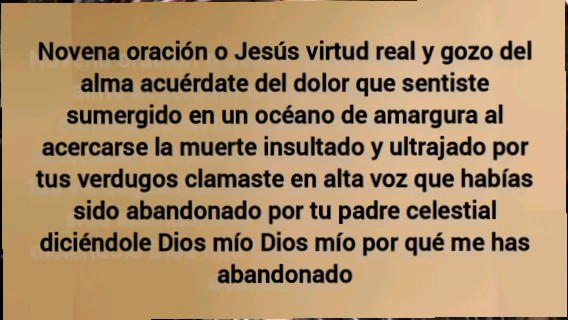 Novena oración o Jesús virtud real y gozo del
alma acuérdate del dolor que sentiste
sumergido en un océano de amargura al
acercarse la muerte insultado y ultrajado por
tus verdugos clamaste en alta voz que habías
sido abandonado por tu padre celestial
diciéndole Dios mío Dios mío por qué me has
abandonado